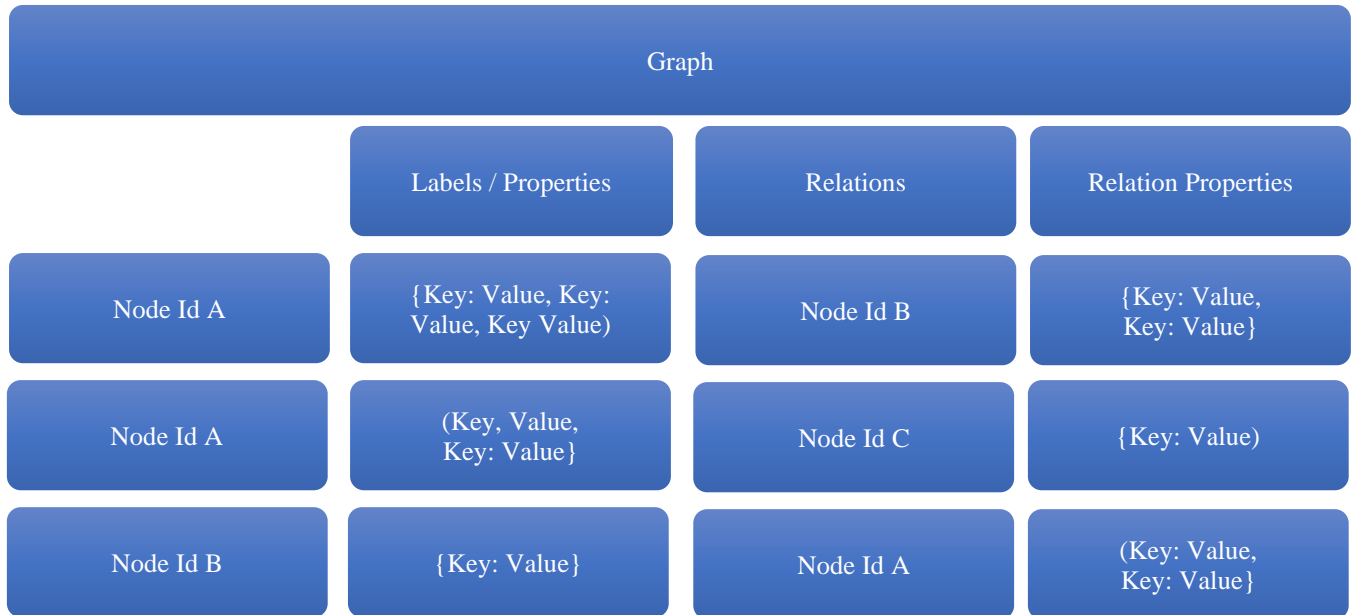 Graph
Labels / Properties
Relations
Relation Properties
Node Id A
{Key: Value, Key:
Value, Key Value)
Node Id B
{Key: Value,
Key: Value}
Node Id A
(Key, Value,
Key: Value}
Node Id C
{Key: Value)
Node Id B
{Key: Value}
Node Id A
(Key: Value,
Key: Value}